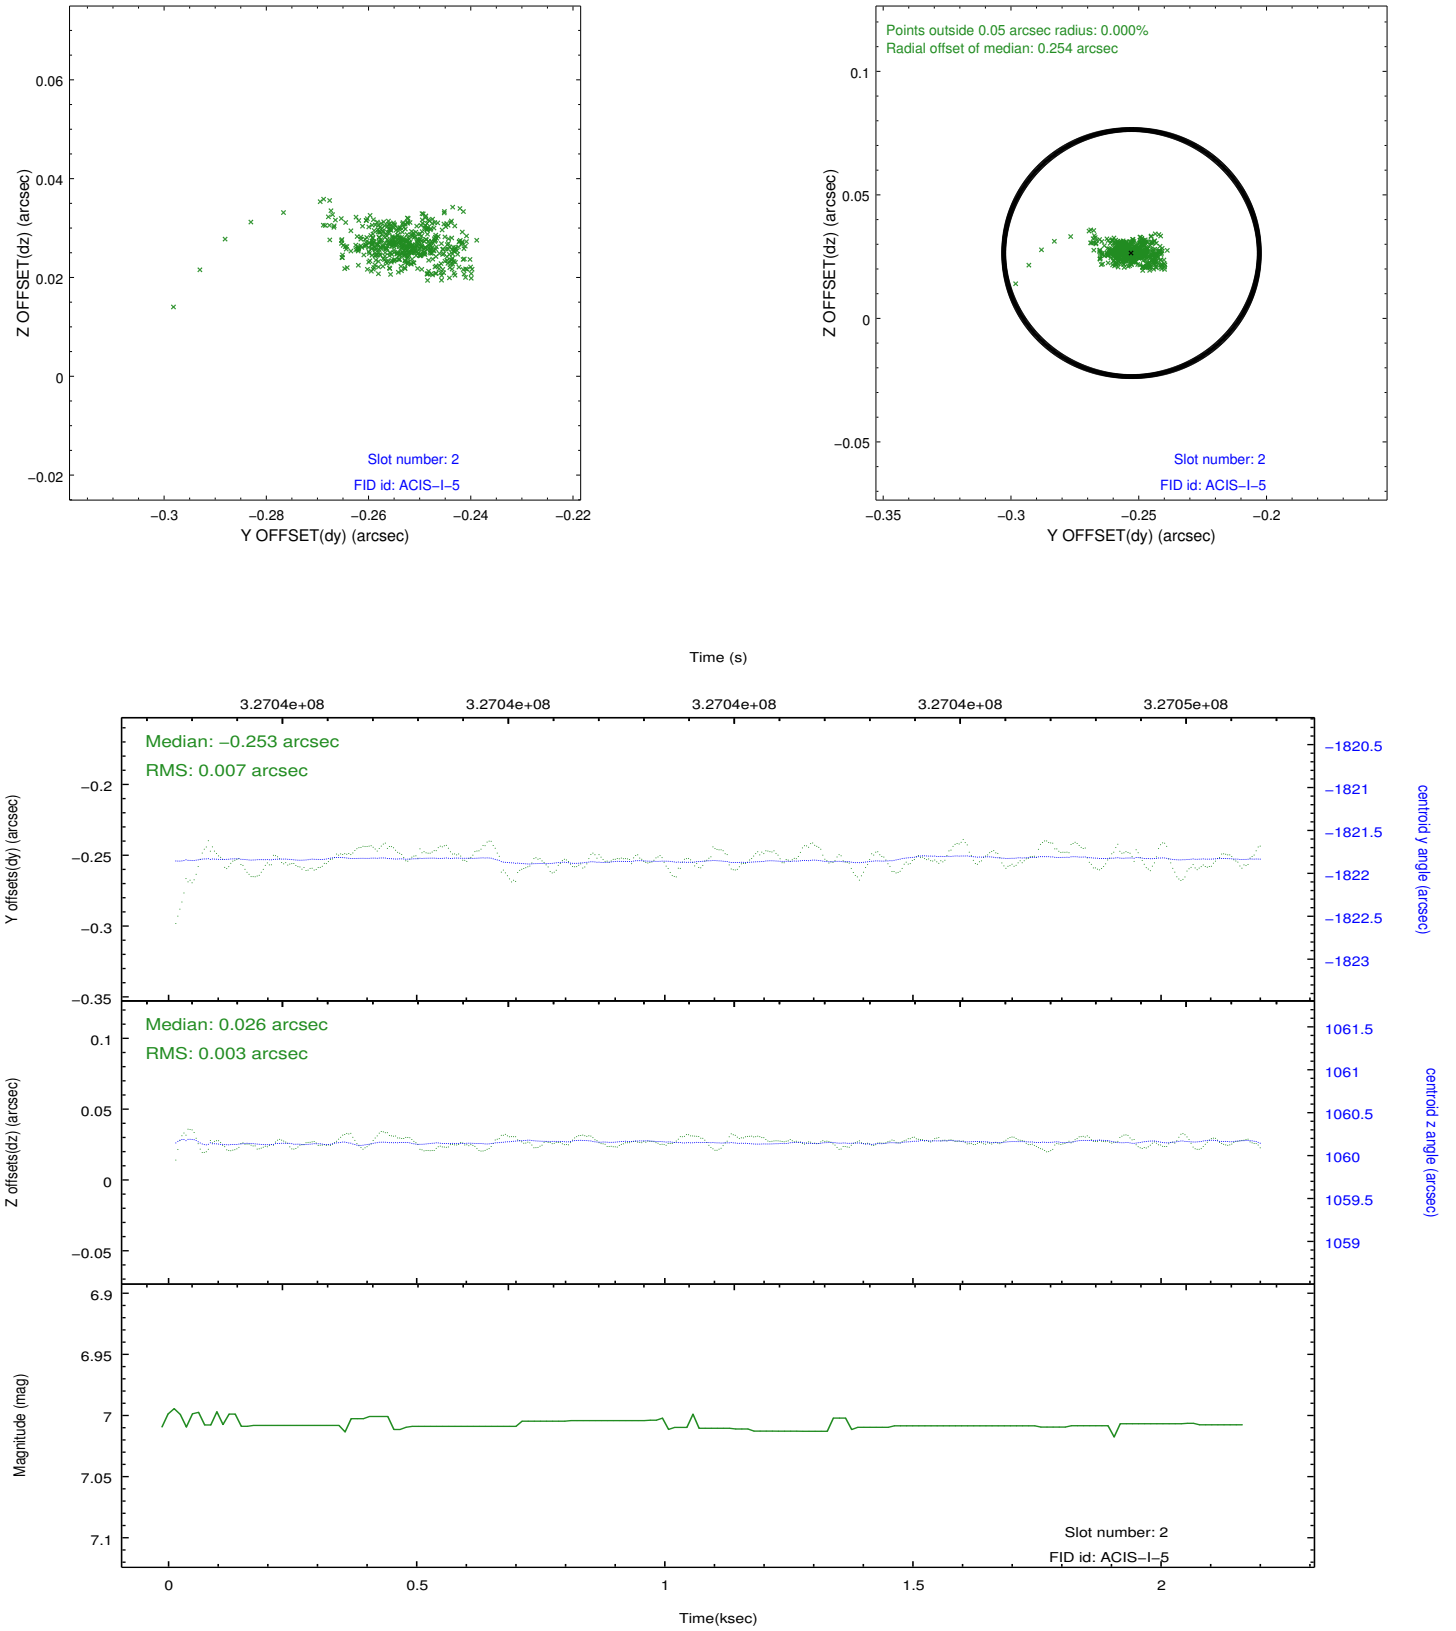 0.06
0.04
0.02
0
−0.02
Z OFFSET(dz) (arcsec)
Slot number: 2
FID id: ACIS−I−5
−0.3
−0.28
−0.26
−0.24
−0.22
Y OFFSET(dy) (arcsec)
Points outside 0.05 arcsec radius: 0.000%
Radial offset of median: 0.254 arcsec
0.1
0.05
0
−0.05
Z OFFSET(dz) (arcsec)
Slot number: 2
FID id: ACIS−I−5
−0.35
−0.3
−0.25
−0.2
Y OFFSET(dy) (arcsec)
Time (s)
3.2704e+08
3.2704e+08
3.2704e+08
3.2704e+08
3.2705e+08
Median: −0.253 arcsec
RMS: 0.007 arcsec
−0.2
−0.25
−0.3
−0.35
Y offsets(dy) (arcsec)
−1820.5
−1821
−1821.5
−1822
−1822.5
−1823
centroid y angle (arcsec)
Median: 0.026 arcsec
RMS: 0.003 arcsec
0.1
0.05
0
−0.05
Z offsets(dz) (arcsec)
1061.5
1061
1060.5
1060
1059.5
1059
centroid z angle (arcsec)
6.9
6.95
7
7.05
7.1
Magnitude (mag)
Slot number: 2
FID id: ACIS−I−5
0
0.5
1
1.5
2
Time(ksec)